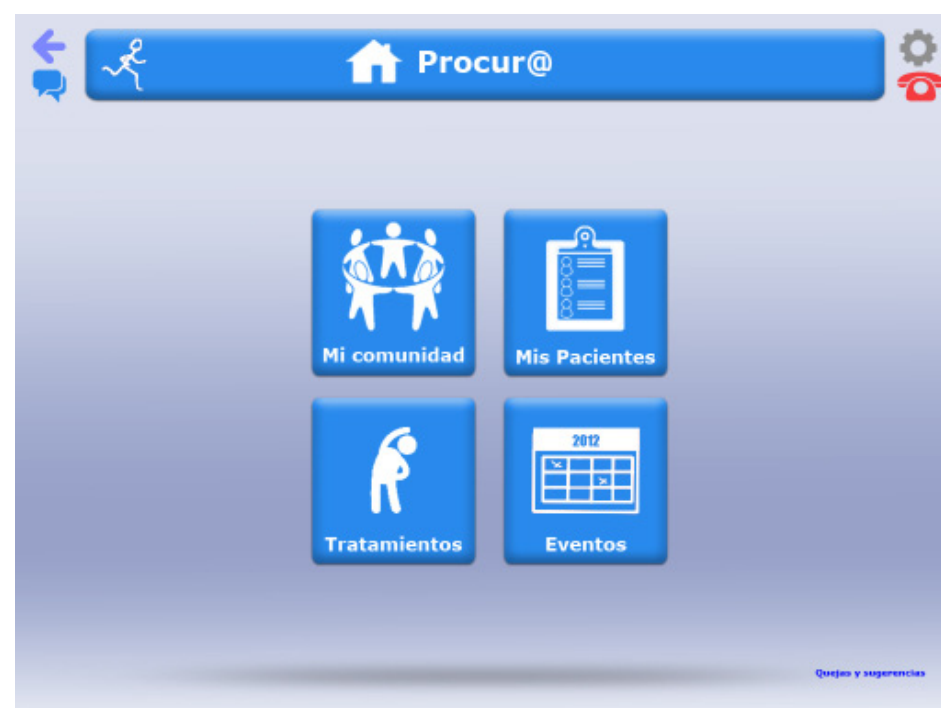 Procur@
Mi comunidad
Mis Pacientes
2012
Tratamientos
Eventos
Quejas y sugerencias